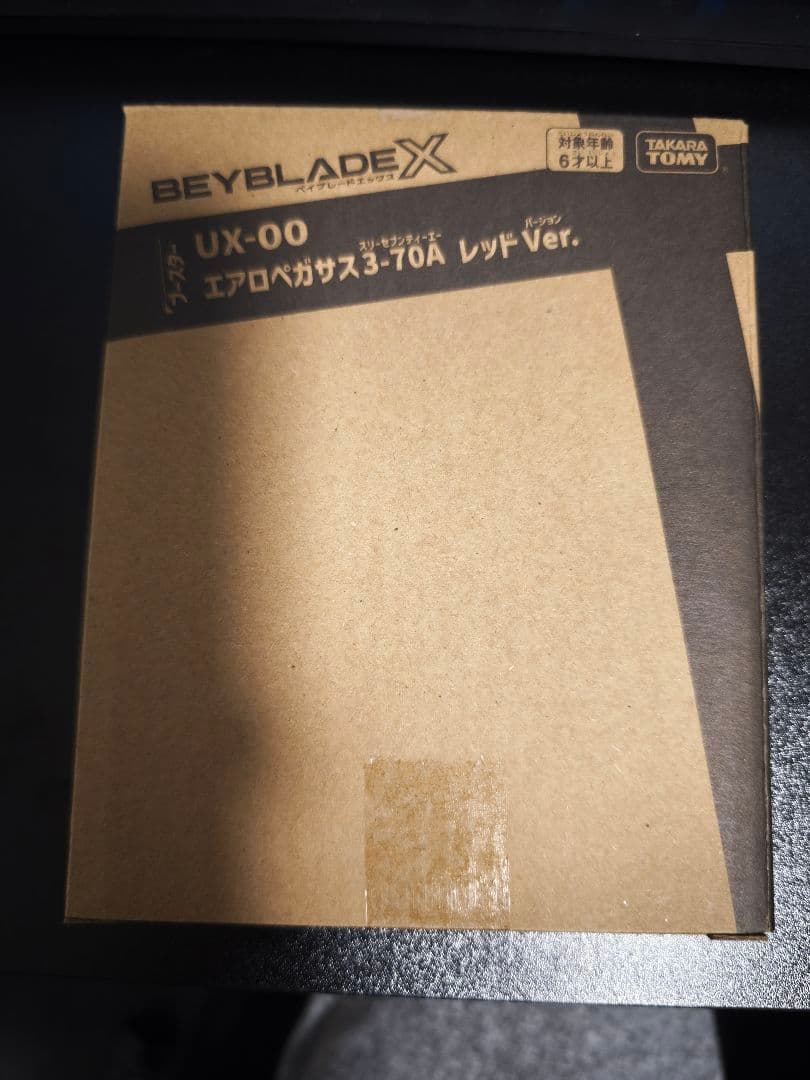 BEYBLADE X
ベイブレードエックス
対象年齢
6才以上
TAKARA
TOMY
ブースター
UX-00
スリーセブンティーエー
バージョン
エアロペガサス3-70A レッドVer.